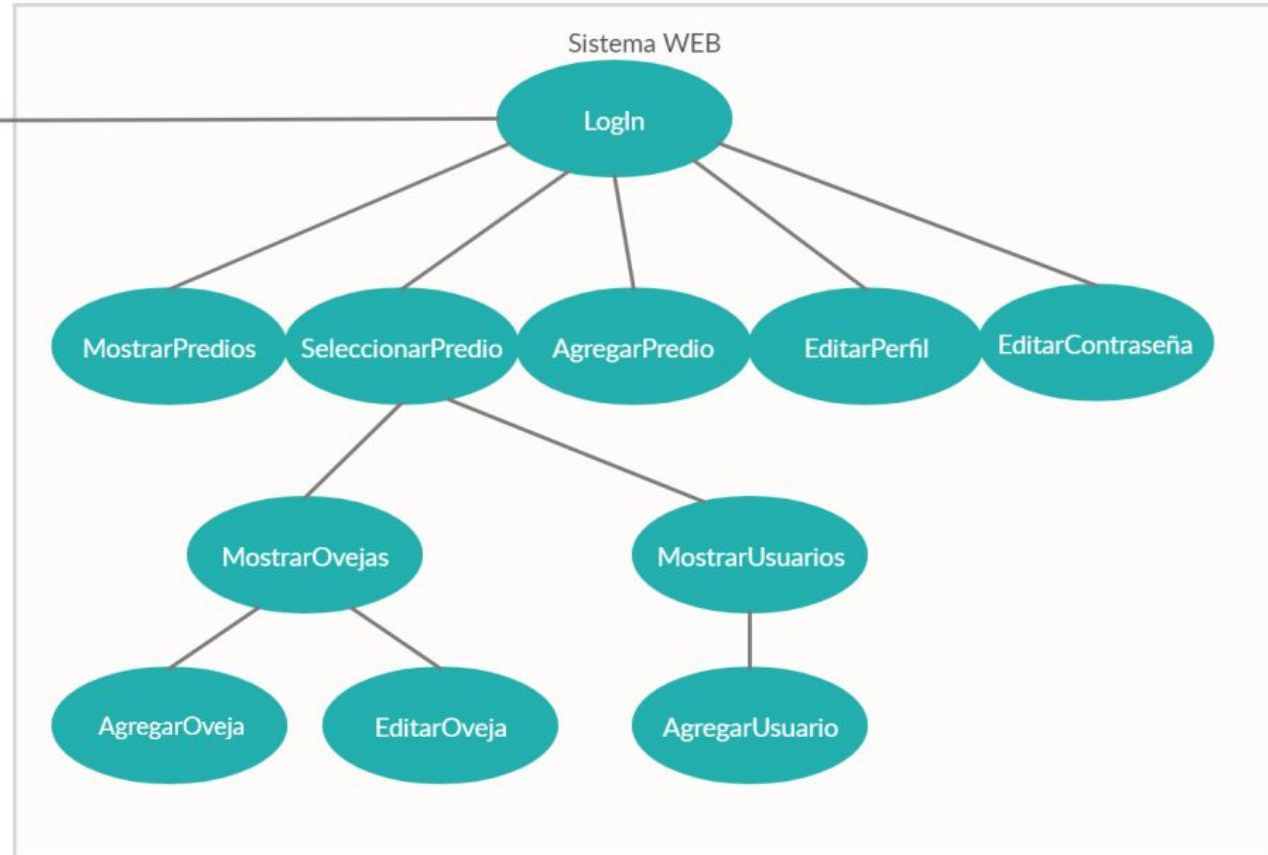 Sistema WEB
LogIn
MostrarPredios
SeleccionarPredio
AgregarPredio
EditarPerfil
EditarContraseña
MostrarOvejas
MostrarUsuarios
AgregarOveja
EditarOveja
AgregarUsuario